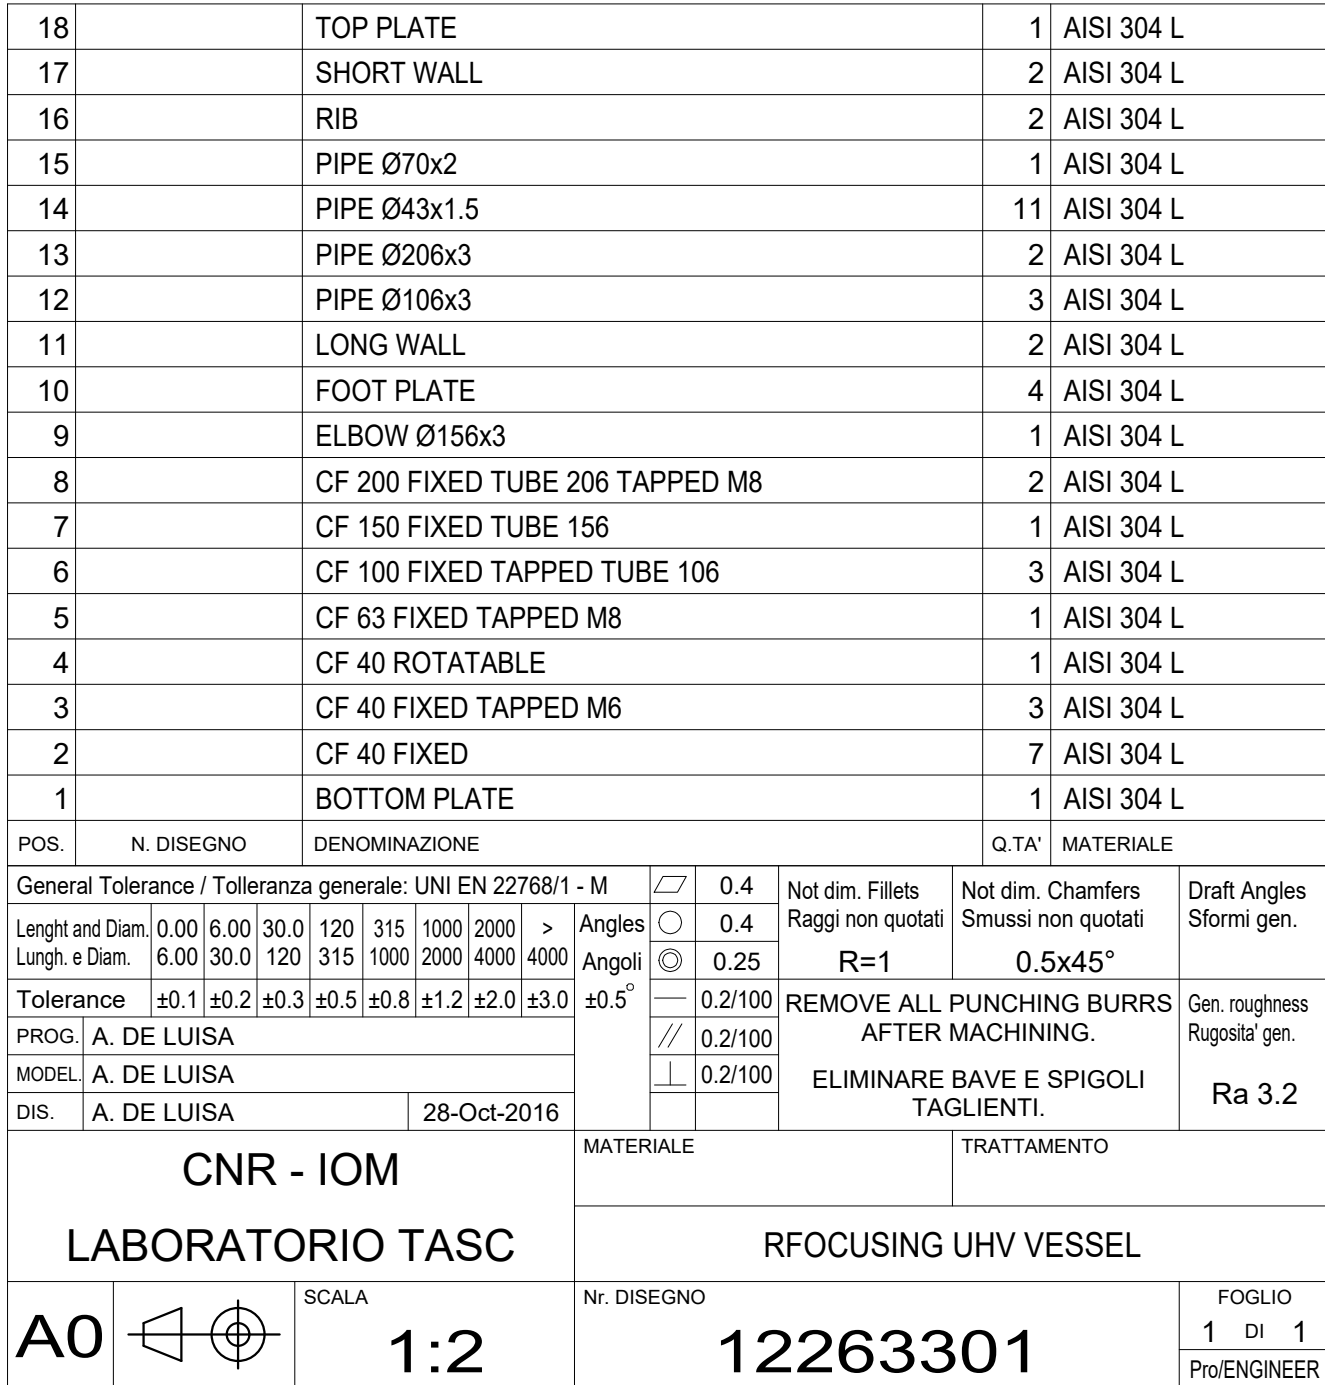 18 TOP PLATE 1 AISI 304 L
17 SHORT WALL 2 AISI 304 L
16 RIB 2 AISI 304 L
15 PIPE Ø70x2 1 AISI 304 L
14 PIPE Ø43x1.5 11 AISI 304 L
13 PIPE Ø206x3 2 AISI 304 L
12 PIPE Ø106x3 3 AISI 304 L
11 LONG WALL 2 AISI 304 L
10 FOOT PLATE 4 AISI 304 L
9 ELBOW Ø156x3 1 AISI 304 L
8 CF 200 FIXED TUBE 206 TAPPED M8 2 AISI 304 L
7 CF 150 FIXED TUBE 156 1 AISI 304 L
6 CF 100 FIXED TAPPED TUBE 106 3 AISI 304 L
5 CF 63 FIXED TAPPED M8 1 AISI 304 L
4 CF 40 ROTATABLE 1 AISI 304 L
3 CF 40 FIXED TAPPED M6 3 AISI 304 L
2 CF 40 FIXED 7 AISI 304 L
1 BOTTOM PLATE 1 AISI 304 L
POS. N. DISEGNO DENOMINAZIONE Q.TA' MATERIALE
General Tolerance / Tolleranza generale: UNI EN 22768/1 - M
Lenght and Diam. 0.00 6.00 30.0 120 315 1000 2000 >
Lungh. e Diam. 6.00 30.0 120 315 1000 2000 4000 4000
Tolerance ±0.1 ±0.2 ±0.3 ±0.5 ±0.8 ±1.2 ±2.0 ±3.0
Angles
Angoli
±0.5°
0.4
0.4
0.25
0.2/100
0.2/100
0.2/100
Not dim. Fillets
Raggi non quotati
R=1
Not dim. Chamfers
Smussi non quotati
0.5x45°
Draft Angles
Sformi gen.
REMOVE ALL PUNCHING BURRS
AFTER MACHINING.
ELIMINARE BAVE E SPIGOLI
TAGLIENTI.
Gen. roughness
Rugosita' gen.
Ra 3.2
PROG. A. DE LUISA
MODEL. A. DE LUISA
DIS. A. DE LUISA 28-Oct-2016
CNR - IOM
LABORATORIO TASC
MATERIALE
TRATTAMENTO
RFOCUSING UHV VESSEL
A0
SCALA
1:2
Nr. DISEGNO
12263301
FOGLIO
1 DI 1
Pro/ENGINEER